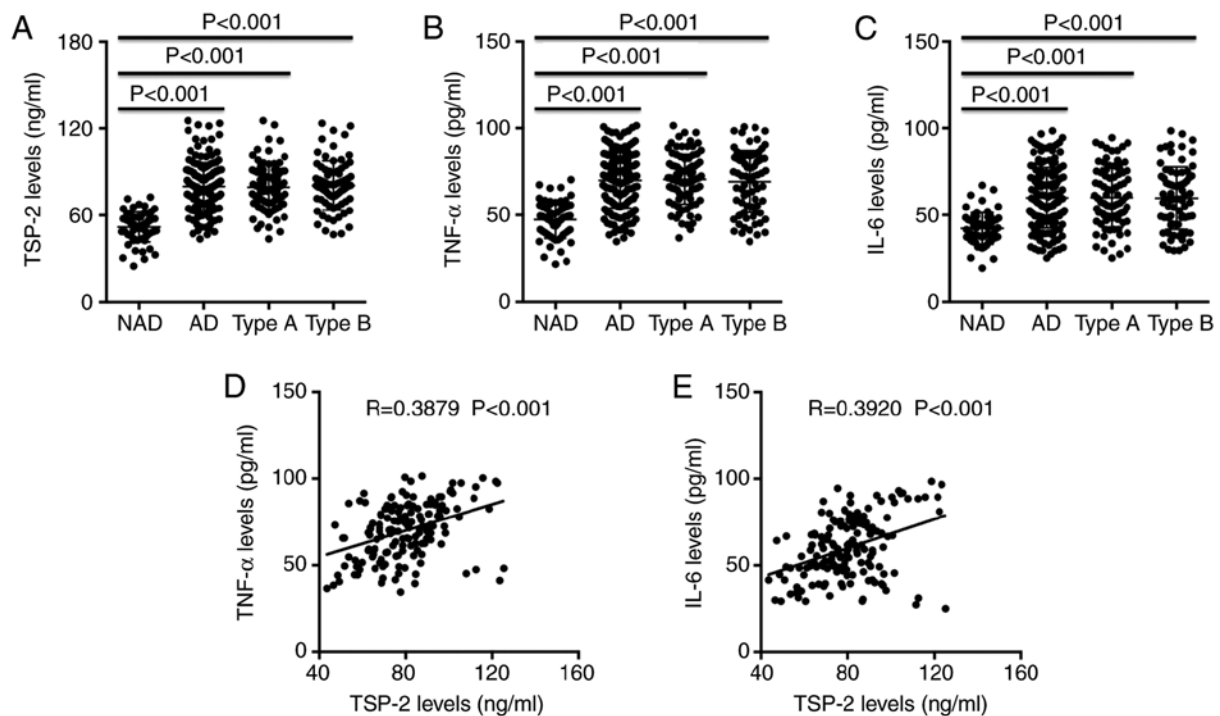 A
TSP-2 levels (ng/ml)
180
120
60
0
P<0.001
P<0.001
P<0.001
NAD AD Type A Type B
B
TNF-α levels (pg/ml)
150
100
50
0
P<0.001
P<0.001
P<0.001
NAD AD Type A Type B
C
IL-6 levels (pg/ml)
150
100
50
0
P<0.001
P<0.001
P<0.001
NAD AD Type A Type B
D
TNF-α levels (pg/ml)
150
100
50
0
R=0.3879 P<0.001
40 80 120 160
TSP-2 levels (ng/ml)
E
IL-6 levels (pg/ml)
150
100
50
0
R=0.3920 P<0.001
40 80 120 160
TSP-2 levels (ng/ml)